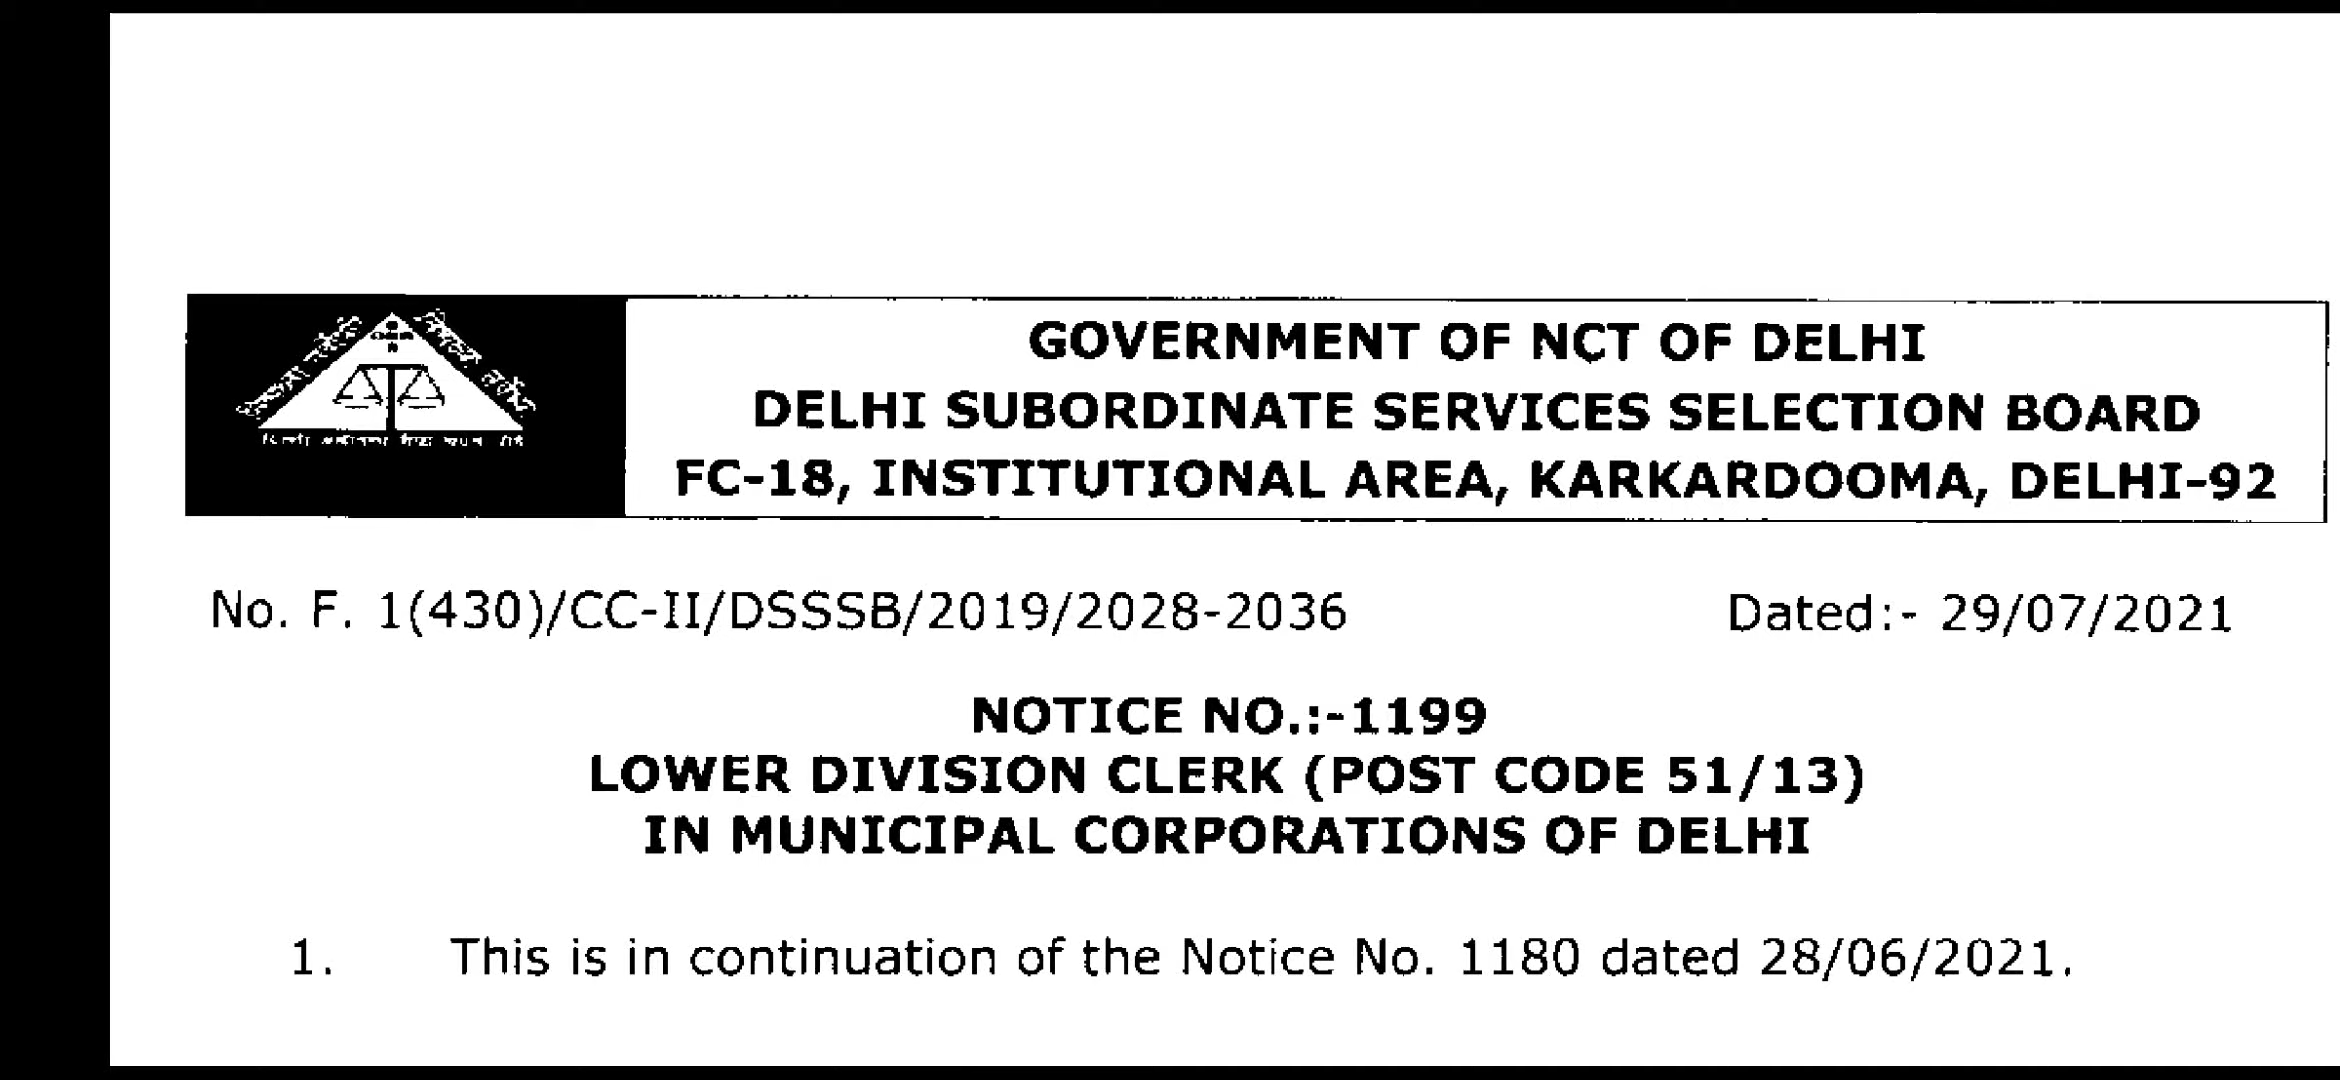 GOVERNMENT OF NCT OF DELHI
DELHI SUBORDINATE SERVICES SELECTION BOARD
FC-18, INSTITUTIONAL AREA, KARKARDOOMA, DELHI-92
No. F. 1(430)/CC-II/DSSSB/2019/2028-2036 Dated:- 29/07/2021
NOTICE NO.:-1199
LOWER DIVISION CLERK (POST CODE 51/13)
IN MUNICIPAL CORPORATIONS OF DELHI
1. This is in continuation of the Notice No. 1180 dated 28/06/2021.